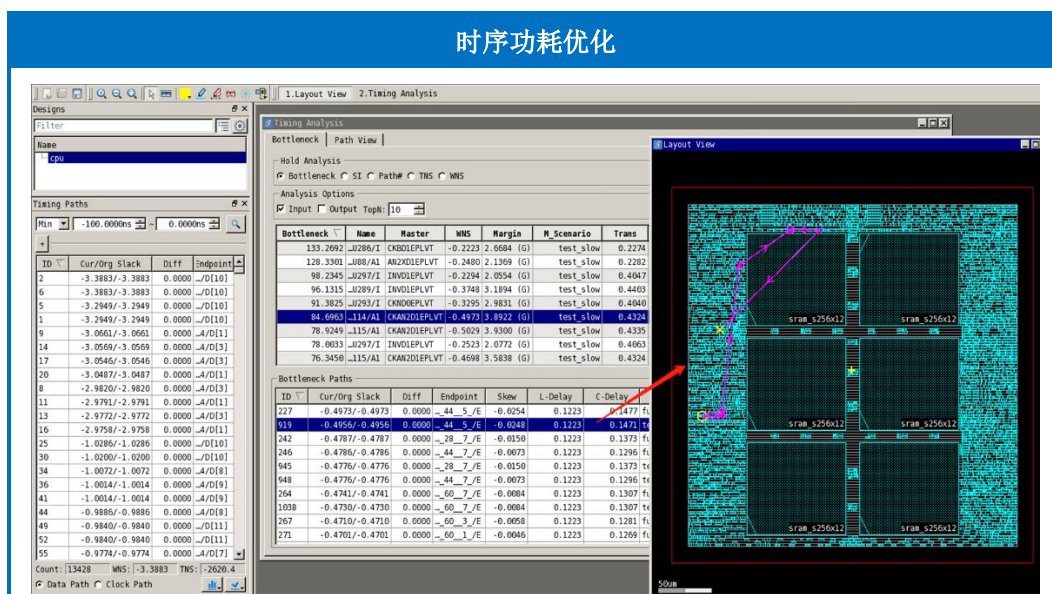 时序功耗优化
1.Layout View 2.Timing Analysis
Designs
Filter
Name
cpu
Timing Paths
Min -100.0000ns ~ 0.0000ns
+
ID Cur/Org Slack Diff Endpoint
2 -3.3883/-3.3883 0.0000 …/D[10]
6 -3.3883/-3.3883 0.0000 …/D[10]
5 -3.2949/-3.2949 0.0000 …/D[10]
1 -3.2949/-3.2949 0.0000 …/D[10]
9 -3.0661/-3.0661 0.0000 …4/D[1]
14 -3.0569/-3.0569 0.0000 …4/D[3]
17 -3.0546/-3.0546 0.0000 …4/D[3]
20 -3.0487/-3.0487 0.0000 …4/D[1]
8 -2.9820/-2.9820 0.0000 …4/D[3]
11 -2.9791/-2.9791 0.0000 …4/D[1]
13 -2.9772/-2.9772 0.0000 …4/D[3]
16 -2.9758/-2.9758 0.0000 …4/D[1]
25 -1.0286/-1.0286 0.0000 …/D[10]
30 -1.0200/-1.0200 0.0000 …/D[10]
34 -1.0072/-1.0072 0.0000 …4/D[8]
36 -1.0014/-1.0014 0.0000 …4/D[9]
41 -1.0014/-1.0014 0.0000 …4/D[9]
44 -0.9886/-0.9886 0.0000 …4/D[8]
49 -0.9840/-0.9840 0.0000 …/D[11]
52 -0.9840/-0.9840 0.0000 …/D[11]
55 -0.9774/-0.9774 0.0000 …4/D[7]
Count: 13428 WNS: -3.3883 TNS: -2620.4
Data Path Clock Path
Timing Analysis
Bottleneck Path View
Hold Analysis
Bottleneck SI Path# TNS WNS
Analysis Options
Input Output TopN: 10
Bottleneck Name Master WNS Margin M_Scenario Trans
133.2692 …U286/I CKBD1EPLVT -0.2223 2.6684 (G) test_slow 0.2274
128.3301 …U88/A1 AN2XD1EPLVT -0.2480 2.1369 (G) test_slow 0.2282
98.2345 …U297/I INVD1EPLVT -0.2294 2.0554 (G) test_slow 0.4047
96.1315 …U289/I INVD1EPLVT -0.3748 3.1894 (G) test_slow 0.4403
91.3825 …U293/I CKND0EPLVT -0.3295 2.9831 (G) test_slow 0.4040
84.6963 …114/A1 CKAN2D1EPLVT -0.4973 3.8922 (G) test_slow 0.4324
78.9249 …115/A1 CKAN2D1EPLVT -0.5029 3.9300 (G) test_slow 0.4335
78.0033 …U297/I INVD1EPLVT -0.2523 2.0772 (G) test_slow 0.4063
76.3450 …115/A1 CKAN2D1EPLVT -0.4698 3.5838 (G) test_slow 0.4324
Bottleneck Paths
ID Cur/Org Slack Diff Endpoint Skew L-Delay C-Delay
227 -0.4973/-0.4973 0.0000 …_44__5_/E -0.0254 0.1223 0.1477 fu
919 -0.4956/-0.4956 0.0000 …_44__5_/E -0.0248 0.1223 0.1471 te
242 -0.4787/-0.4787 0.0000 …_28__7_/E -0.0150 0.1223 0.1373 fu
246 -0.4786/-0.4786 0.0000 …_44__7_/E -0.0073 0.1223 0.1296 fu
945 -0.4776/-0.4776 0.0000 …_28__7_/E -0.0150 0.1223 0.1373 te
948 -0.4776/-0.4776 0.0000 …_44__7_/E -0.0073 0.1223 0.1296 te
264 -0.4741/-0.4741 0.0000 …_60__7_/E -0.0084 0.1223 0.1307 fu
1038 -0.4730/-0.4730 0.0000 …_60__7_/E -0.0084 0.1223 0.1307 te
267 -0.4710/-0.4710 0.0000 …_60__3_/E -0.0058 0.1223 0.1281 fu
271 -0.4701/-0.4701 0.0000 …_60__1_/E -0.0046 0.1223 0.1269 fu
Layout View
sram_s256x12 sram_s256x12
sram_s256x12 sram_s256x12
sram_s256x12 sram_s256x12
50um